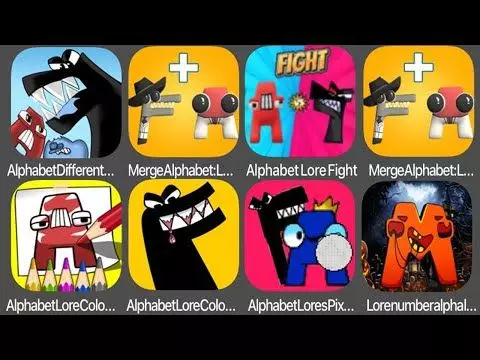 FIGHT
AlphabetDifferent...
MergeAlphabet:L...
Alphabet Lore Fight
MergeAlphabet:L...
AlphabetLoreColo...
AlphabetLoreColo...
AlphabetLoresPix...
Lorenumberalphal...